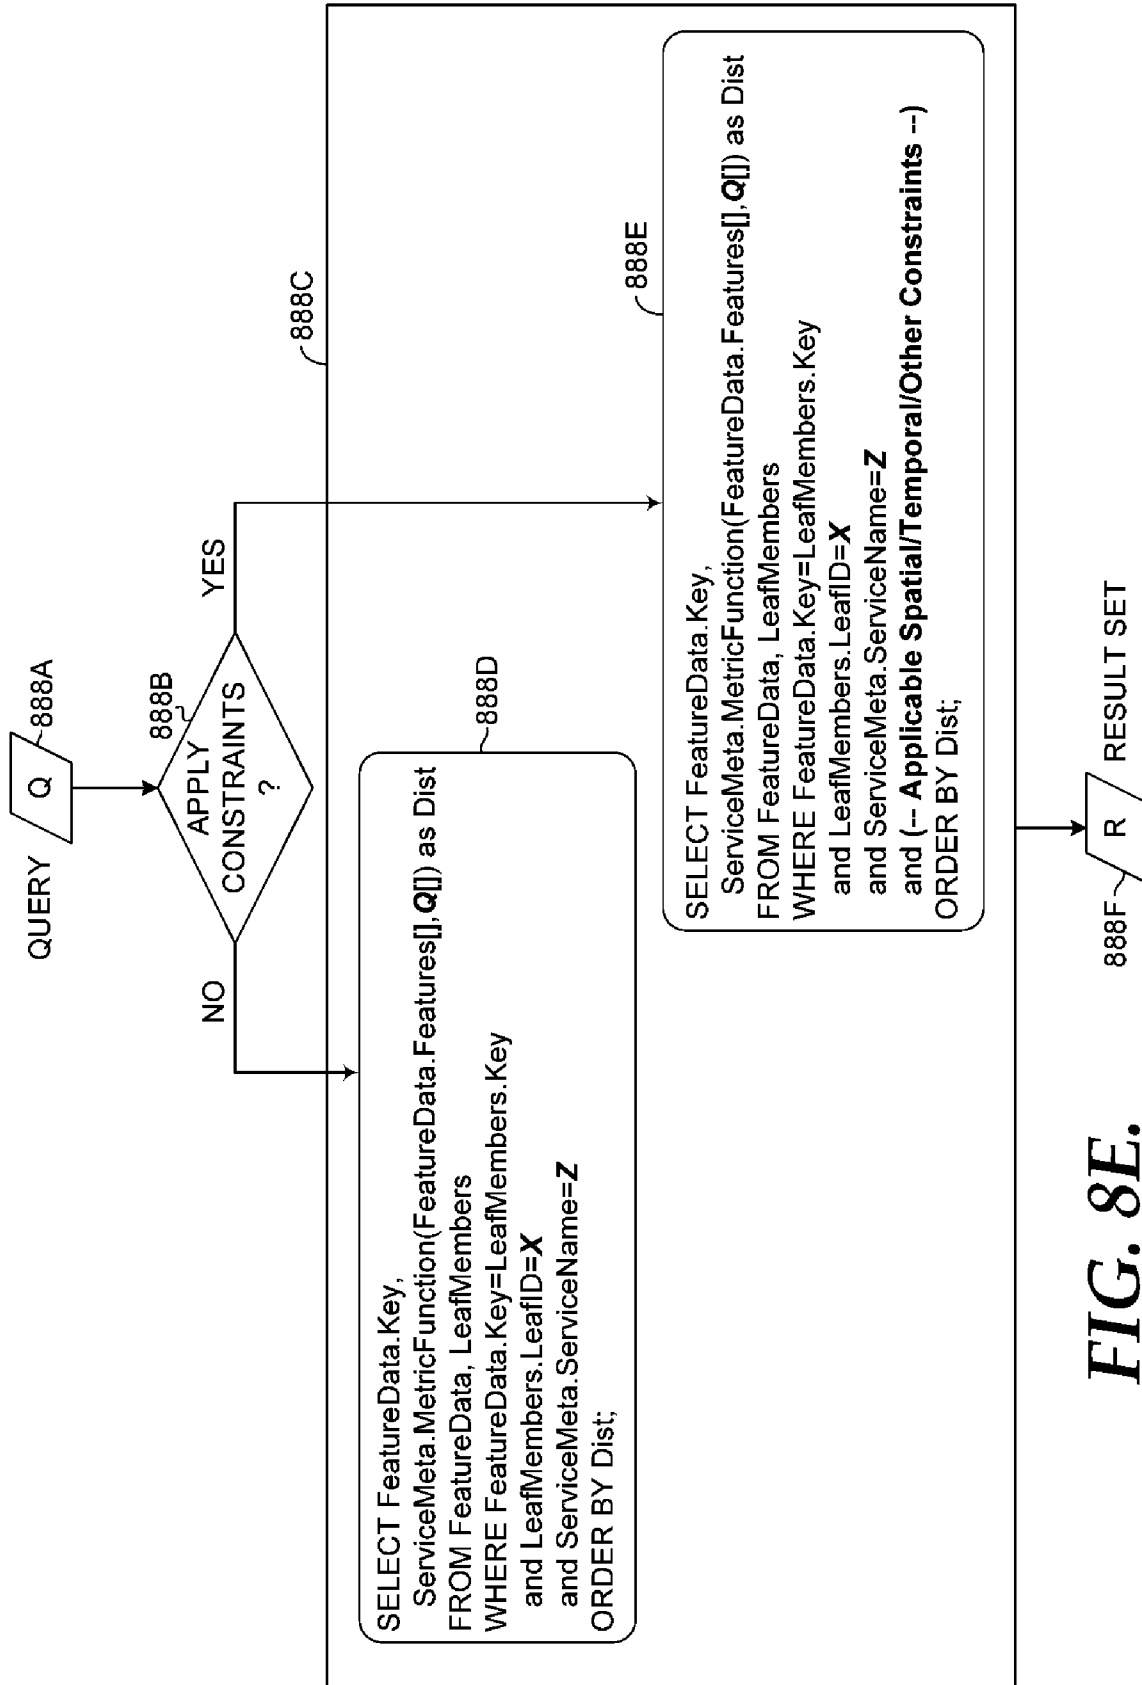 QUERY
Q
888A
888B
APPLY
CONSTRAINTS
?
NO
YES
888C
SELECT FeatureData.Key,
ServiceMeta.MetricFunction(FeatureData.Features[],Q[]) as Dist
FROM FeatureData, LeafMembers
WHERE FeatureData.Key=LeafMembers.Key
and LeafMembers.LeafID=X
and ServiceMeta.ServiceName=Z
ORDER BY Dist;
888D
888E
SELECT FeatureData.Key,
ServiceMeta.MetricFunction(FeatureData.Features[],Q[]) as Dist
FROM FeatureData, LeafMembers
WHERE FeatureData.Key=LeafMembers.Key
and LeafMembers.LeafID=X
and ServiceMeta.ServiceName=Z
and (-- Applicable Spatial/Temporal/Other Constraints --)
ORDER BY Dist;
888F
R
RESULT SET
FIG. 8E.